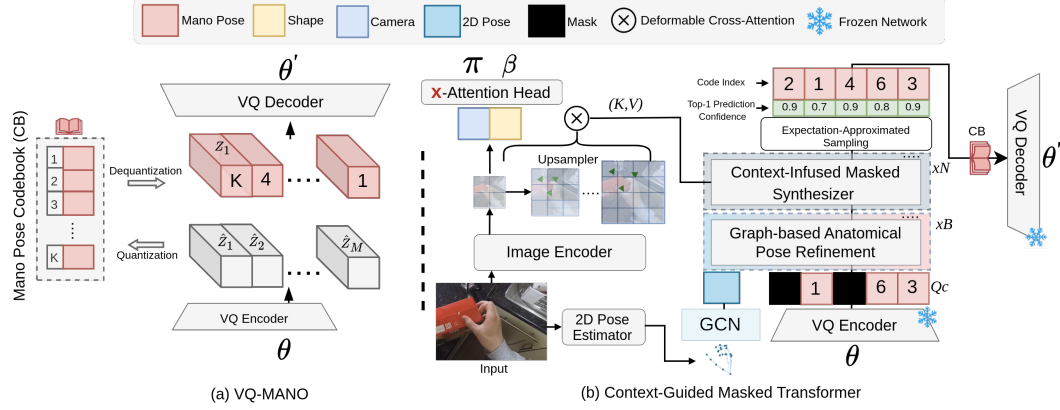 Mano Pose
Shape
Camera
2D Pose
Mask
Deformable Cross-Attention
Frozen Network
Mano Pose Codebook (CB)
1
2
3
K
Dequantization
Quantization
θ'
VQ Decoder
z₁
K
4
1
ẑ₁
ẑ₂
ẑ_M
VQ Encoder
θ
(a) VQ-MANO
π β
x-Attention Head
(K,V)
Upsampler
Image Encoder
Input
2D Pose
Estimator
Code Index
2 1 4 6 3
Top-1 Prediction
Confidence
0.9 0.7 0.9 0.8 0.9
Expectation-Approximated
Sampling
xN
Context-Infused Masked
Synthesizer
xB
Graph-based Anatomical
Pose Refinement
1 6 3
Qc
GCN
VQ Encoder
θ
CB
VQ Decoder
θ'
(b) Context-Guided Masked Transformer